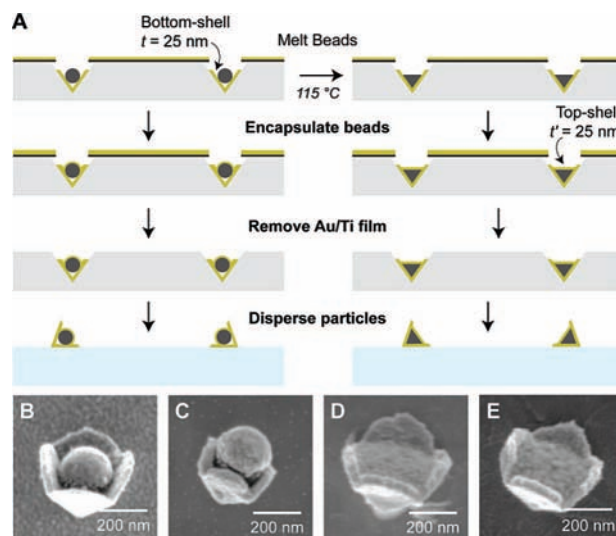 A
Bottom-shell
t = 25 nm
Melt Beads
115 °C
Encapsulate beads
Top-shell
t' = 25 nm
Remove Au/Ti film
Disperse particles
B
200 nm
C
200 nm
D
200 nm
E
200 nm